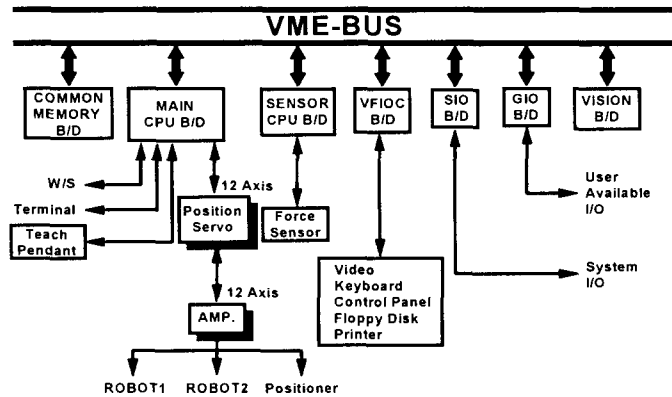 VME-BUS
COMMON
MEMORY
B/D
MAIN
CPU B/D
SENSOR
CPU B/D
VFIOC
B/D
SIO
B/D
GIO
B/D
VISION
B/D
W/S
Terminal
Teach
Pendant
12 Axis
Position
Servo
Force
Sensor
User
Available
I/O
System
I/O
Video
Keyboard
Control Panel
Floppy Disk
Printer
12 Axis
AMP.
ROBOT1
ROBOT2
Positioner